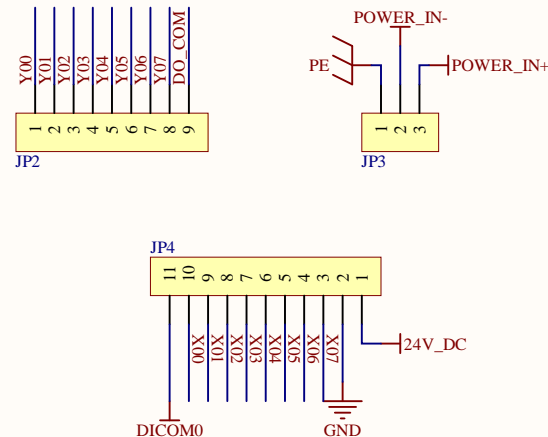 POWER_IN-
Y00
Y01
Y02
Y03
Y04
Y05
Y06
Y07
DO_COM
PE
POWER_IN+
1 2 3 4 5 6 7 8 9
1 2 3
JP2
JP3
JP4
11 10 9 8 7 6 5 4 3 2 1
X00
X01
X02
X03
X04
X05
X06
X07
24V_DC
DICOM0
GND